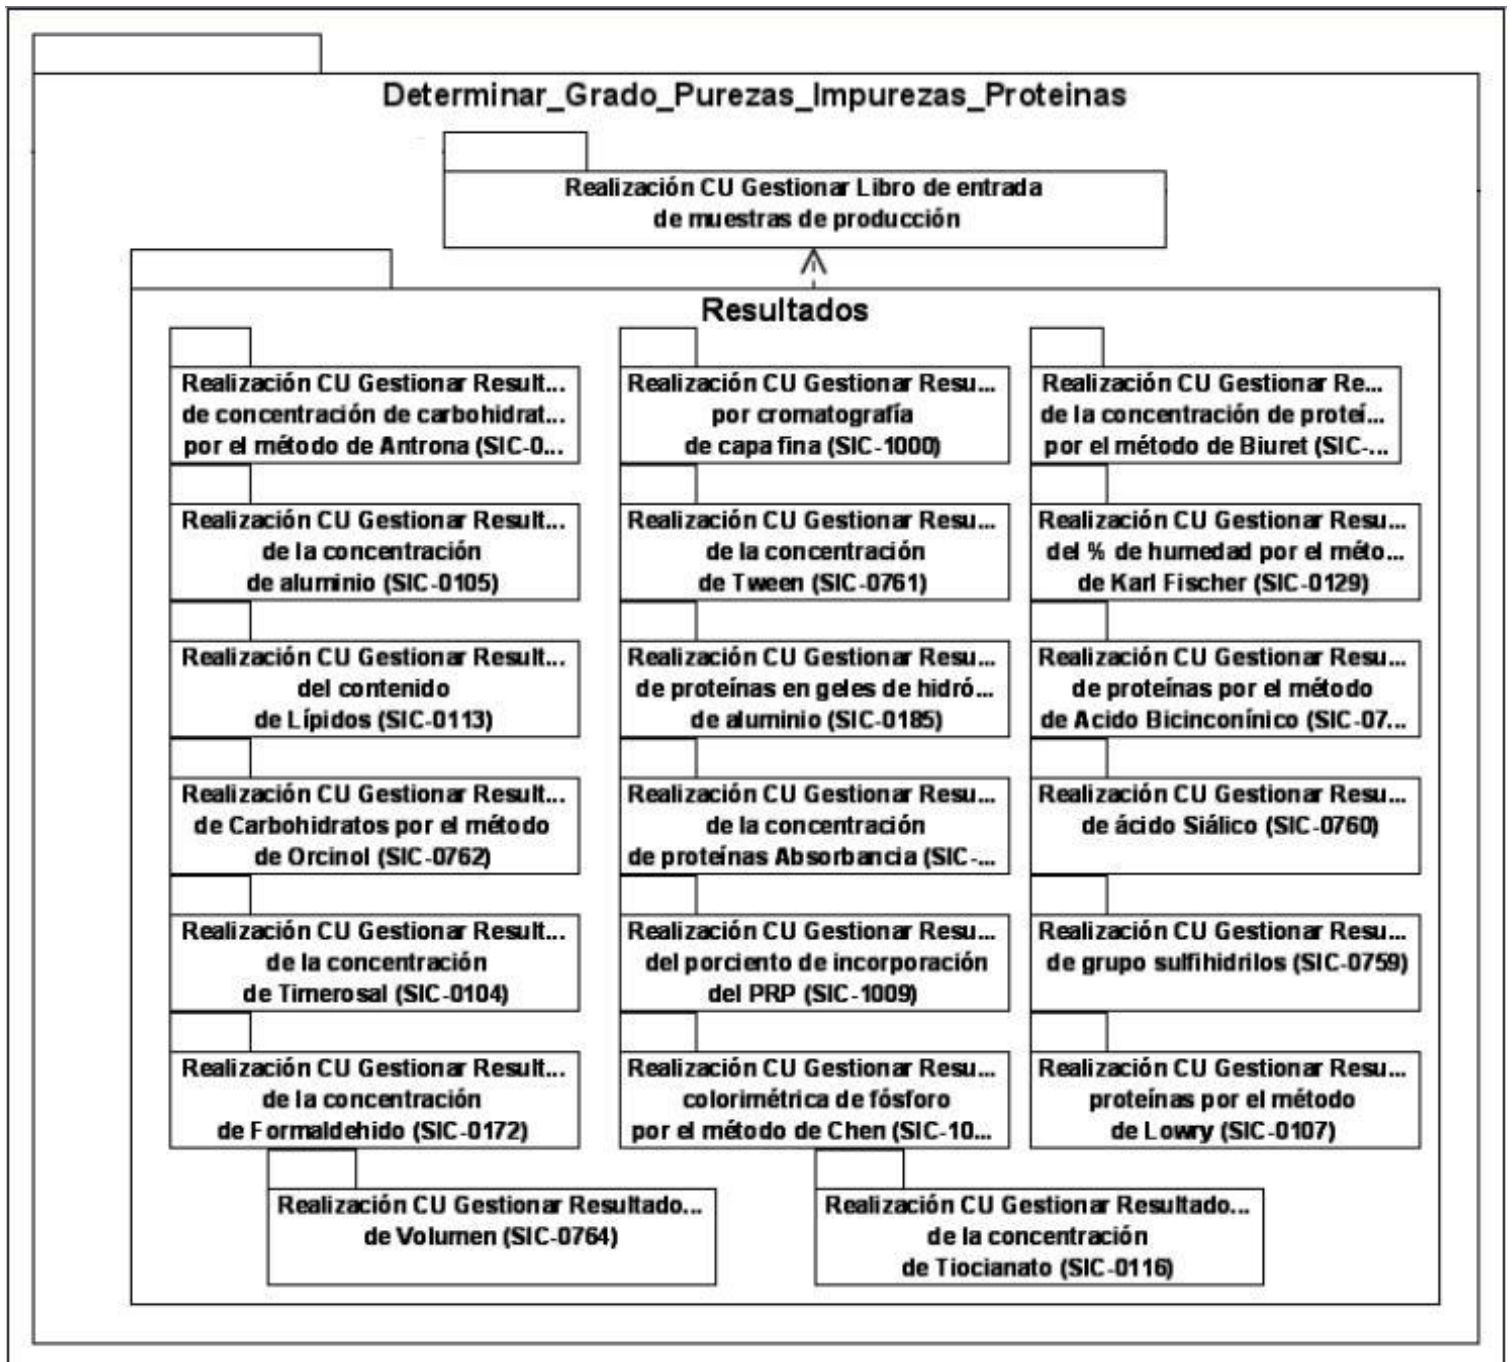 Determinar_Grado_Purezas_Impurezas_Proteinas
Realización CU Gestionar Libro de entrada
de muestras de producción
Resultados
Realización CU Gestionar Result...
de concentración de carbohidrat...
por el método de Antrona (SIC-0...
Realización CU Gestionar Resu...
por cromatografía
de capa fina (SIC-1000)
Realización CU Gestionar Re...
de la concentración de proteí...
por el método de Biuret (SIC-...
Realización CU Gestionar Result...
de la concentración
de aluminio (SIC-0105)
Realización CU Gestionar Resu...
de la concentración
de Tween (SIC-0761)
Realización CU Gestionar Resu...
del % de humedad por el méto...
de Karl Fischer (SIC-0129)
Realización CU Gestionar Result...
del contenido
de Lípidos (SIC-0113)
Realización CU Gestionar Resu...
de proteínas en geles de hidró...
de aluminio (SIC-0185)
Realización CU Gestionar Resu...
de proteínas por el método
de Acido Bicinconínico (SIC-07...
Realización CU Gestionar Result...
de Carbohidratos por el método
de Orcinol (SIC-0762)
Realización CU Gestionar Resu...
de la concentración
de proteínas Absorbancia (SIC-...
Realización CU Gestionar Resu...
de ácido Siálico (SIC-0760)
Realización CU Gestionar Result...
de la concentración
de Timerosal (SIC-0104)
Realización CU Gestionar Resu...
del porciento de incorporación
del PRP (SIC-1009)
Realización CU Gestionar Resu...
de grupo sulfihidrilos (SIC-0759)
Realización CU Gestionar Result...
de la concentración
de Formaldehido (SIC-0172)
Realización CU Gestionar Resu...
colorimétrica de fósforo
por el método de Chen (SIC-10...
Realización CU Gestionar Resu...
proteínas por el método
de Lowry (SIC-0107)
Realización CU Gestionar Resultado...
de Volumen (SIC-0764)
Realización CU Gestionar Resultado...
de la concentración
de Tiocianato (SIC-0116)